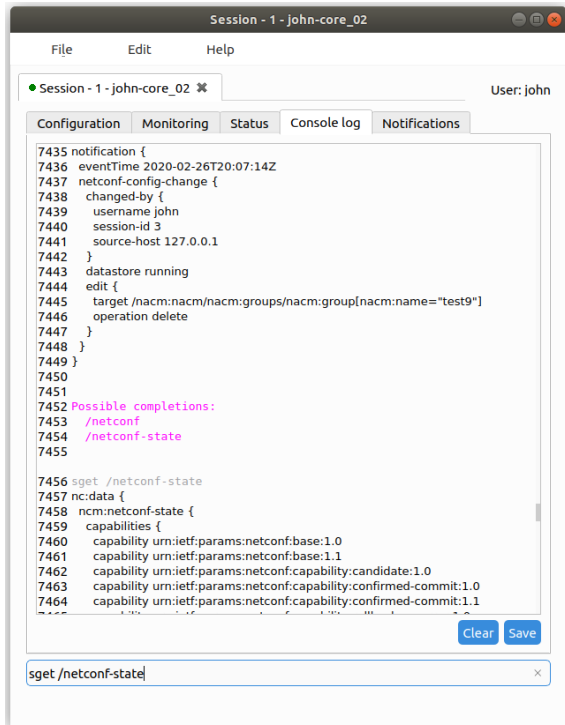 Session - 1 - john-core_02
File Edit Help
Session - 1 - john-core_02 ✖
User: john
Configuration Monitoring Status Console log Notifications
7435 notification {
7436 eventTime 2020-02-26T20:07:14Z
7437 netconf-config-change {
7438 changed-by {
7439 username john
7440 session-id 3
7441 source-host 127.0.0.1
7442 }
7443 datastore running
7444 edit {
7445 target /nacm:nacm/nacm:groups/nacm:group[nacm:name="test9"]
7446 operation delete
7447 }
7448 }
7449 }
7450
7451
7452 Possible completions:
7453 /netconf
7454 /netconf-state
7455
7456 sget /netconf-state
7457 nc:data {
7458 ncm:netconf-state {
7459 capabilities {
7460 capability urn:ietf:params:netconf:base:1.0
7461 capability urn:ietf:params:netconf:base:1.1
7462 capability urn:ietf:params:netconf:capability:candidate:1.0
7463 capability urn:ietf:params:netconf:capability:confirmed-commit:1.0
7464 capability urn:ietf:params:netconf:capability:confirmed-commit:1.1
Clear Save
sget /netconf-state